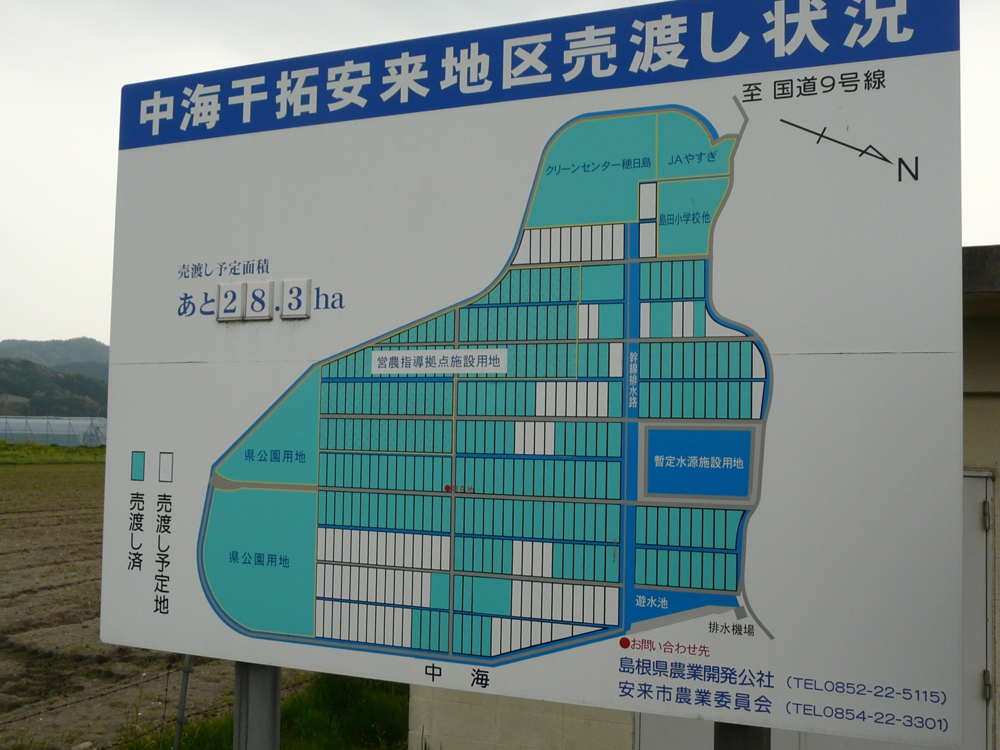 中海干拓安来地区売渡し状況
至 国道9号線
N
クリーンセンター穂日島
JAやすぎ
島田小学校他
売渡し予定面積
あと28.3ha
営農指導拠点施設用地
幹線排水路
県公園用地
暫定水源施設用地
現在地
売渡し済
売渡し予定地
県公園用地
遊水池
排水機場
中 海
●お問い合わせ先
島根県農業開発公社 (TEL0852-22-5115)
安来市農業委員会 (TEL0854-22-3301)